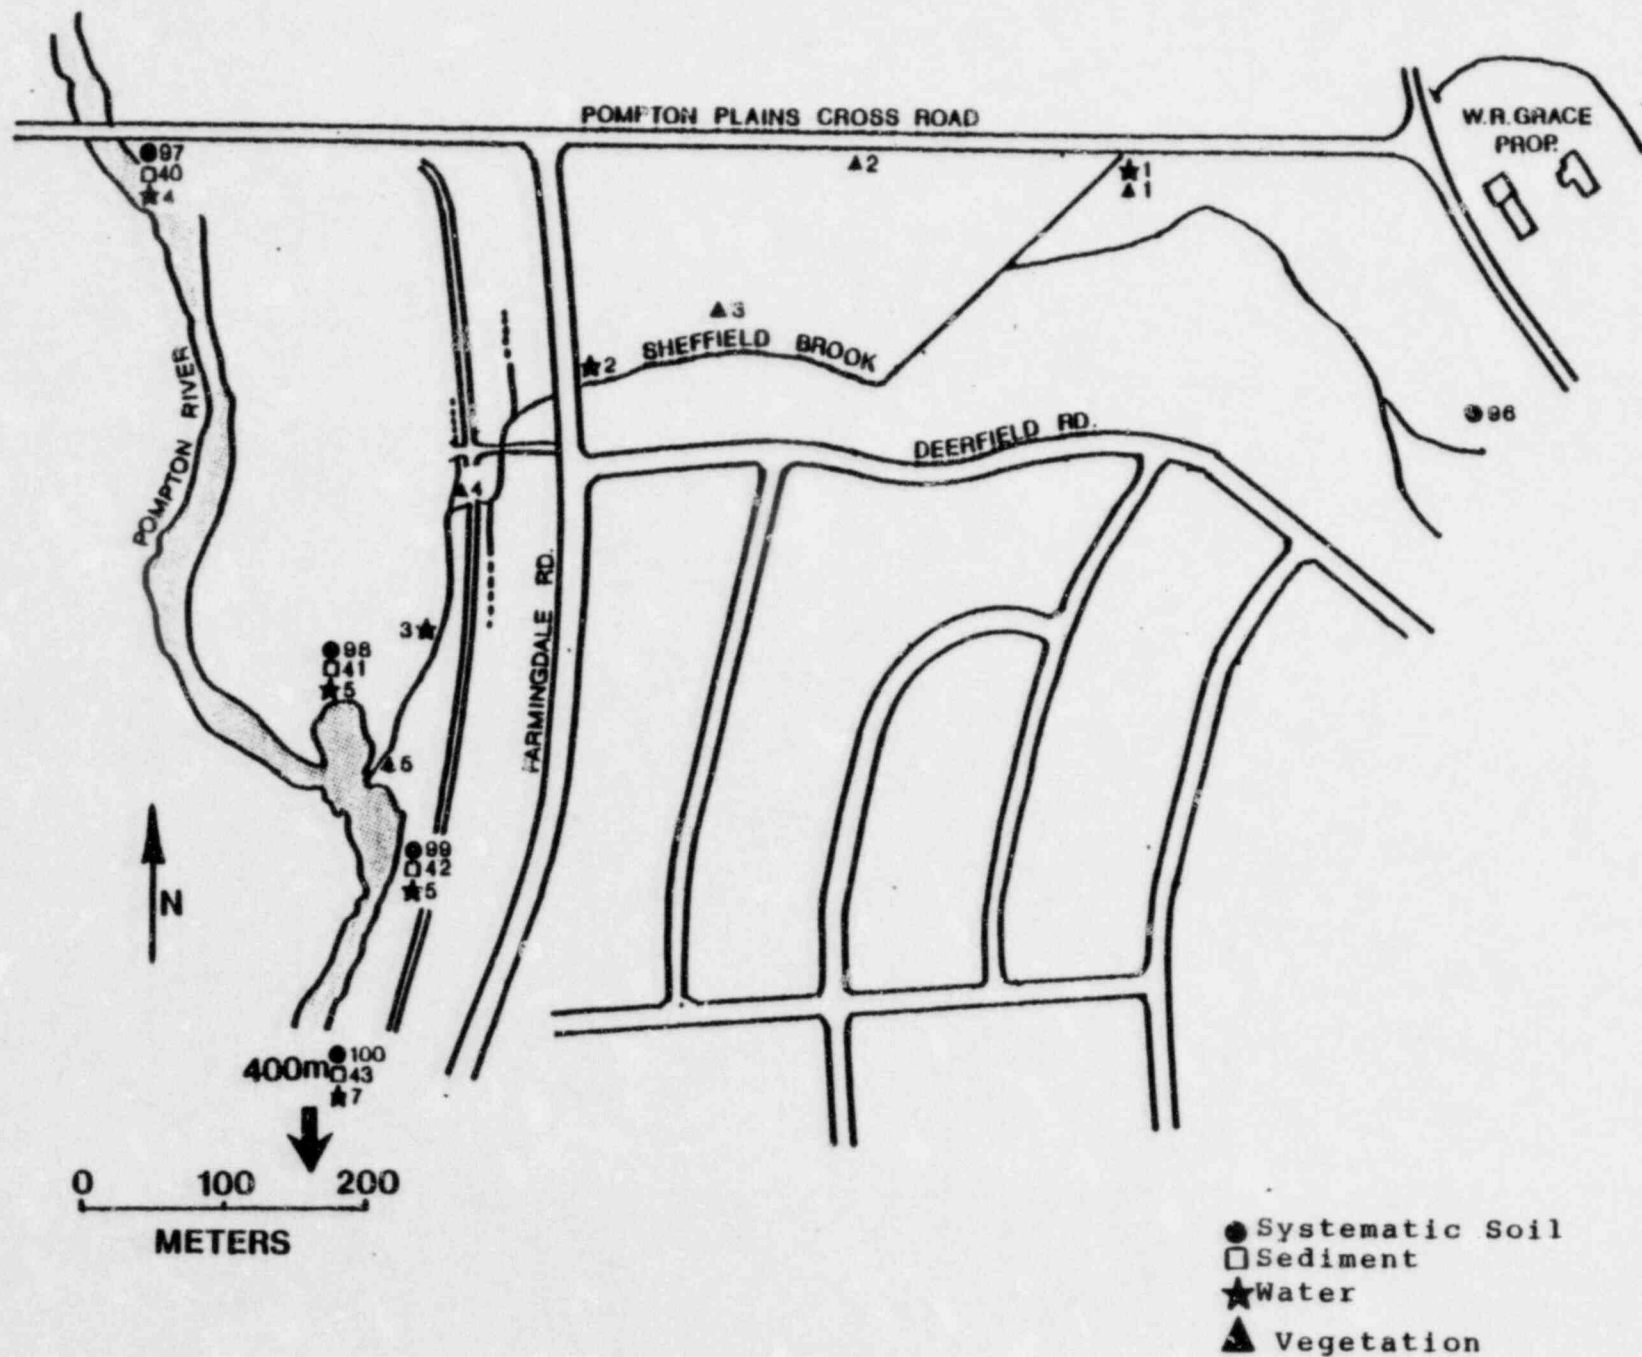 POMPTON PLAINS CROSS ROAD
W.R. GRACE
PROP.
97
40
4
2
1
1
3
SHEFFIELD BROOK
2
POMPTON RIVER
DEERFIELD RD.
96
4
FARMINGDALE RD.
3
98
41
5
5
99
42
5
N
100
400m 43
7
0 100 200
METERS
Systematic Soil
Sediment
Water
Vegetation